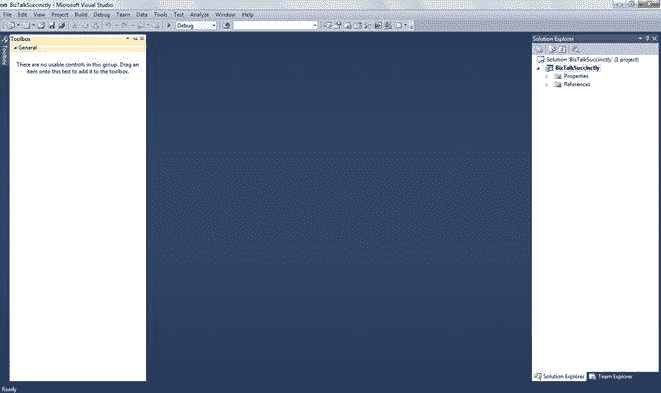 BizTalkSuccinctly - Microsoft Visual Studio
File Edit View Project Build Debug Team Data Tools Test Analyze Window Help
Debug
Toolbox
Toolbox
General
There are no usable controls in this group. Drag an
item onto this text to add it to the toolbox.
Solution Explorer
Solution 'BizTalkSuccinctly' (1 project)
BizTalkSuccinctly
Properties
References
Solution Explorer Team Explorer
Ready